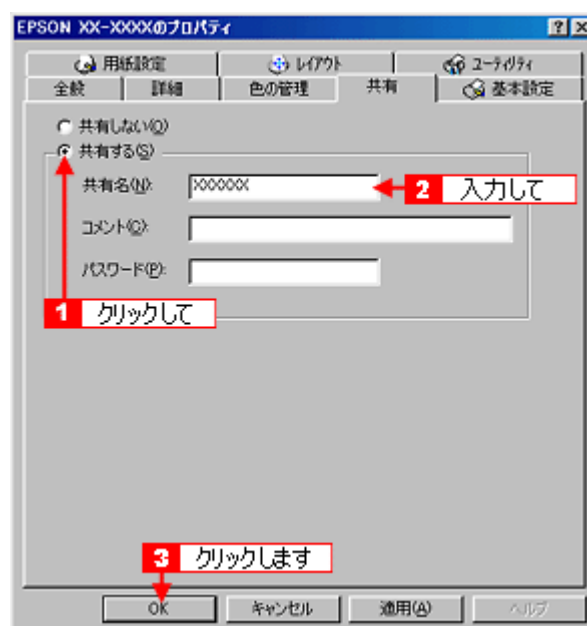 EPSON XX-XXXXのプロパティ
用紙設定 レイアウト ユーティリティ
全般 詳細 色の管理 共有 基本設定
共有しない(O)
共有する(S)
共有名(N): XXXXXX
2 入力して
コメント(C):
パスワード(P):
1 クリックして
3 クリックします
OK キャンセル 適用(A) ヘルプ